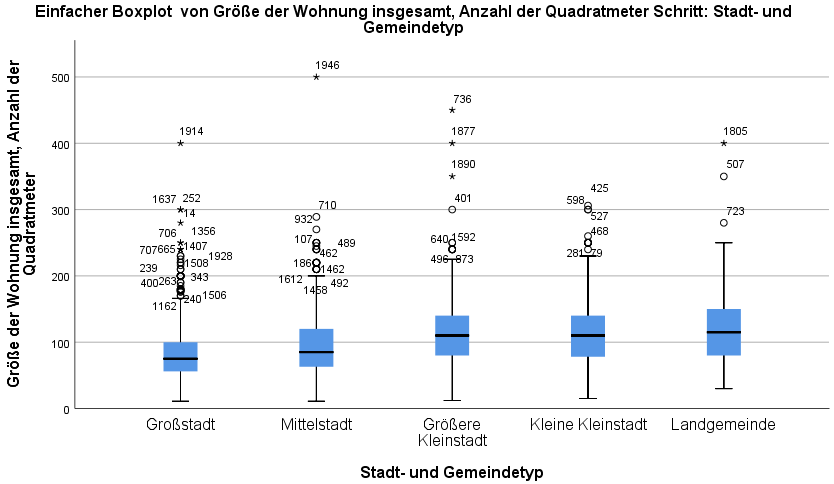 Einfacher Boxplot von Größe der Wohnung insgesamt, Anzahl der Quadratmeter Schritt: Stadt- und
Gemeindetyp
Größe der Wohnung insgesamt, Anzahl der
Quadratmeter
500
400
300
200
100
0
1914
1637 252
14
706 1356
707 665 1407
1508 1928
239
400 263 343
240 1506
1162
1946
710
932
107 489
462
186 1462
1612 492
1458
736
1877
1890
401
640 1592
496 873
425
598
527
468
281 79
1805
507
723
Großstadt
Mittelstadt
Größere
Kleinstadt
Kleine Kleinstadt
Landgemeinde
Stadt- und Gemeindetyp